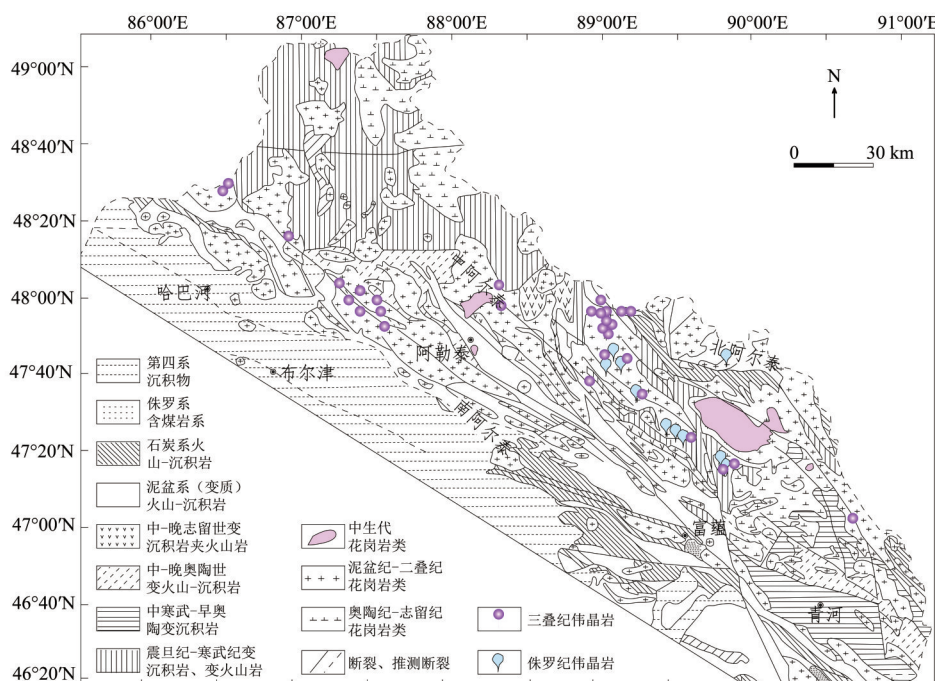 86°00′E
87°00′E
88°00′E
89°00′E
90°00′E
91°00′E
49°00′N
48°40′N
48°20′N
48°00′N
47°40′N
47°20′N
47°00′N
46°40′N
46°20′N
N
0
30 km
哈巴河
布尔津
阿勒泰
富蕴
青河
中阿尔泰
北阿尔泰
南阿尔泰
第四系
沉积物
侏罗系
含煤岩系
石炭系火
山-沉积岩
泥盆系（变质）
火山-沉积岩
中-晚志留世变
沉积岩夹火山岩
中-晚奥陶世
变火山-沉积岩
中寒武-早奥
陶变沉积岩
震旦纪-寒武纪变
沉积岩、变火山岩
中生代
花岗岩类
泥盆纪-二叠纪
花岗岩类
奥陶纪-志留纪
花岗岩类
断裂、推测断裂
三叠纪伟晶岩
侏罗纪伟晶岩